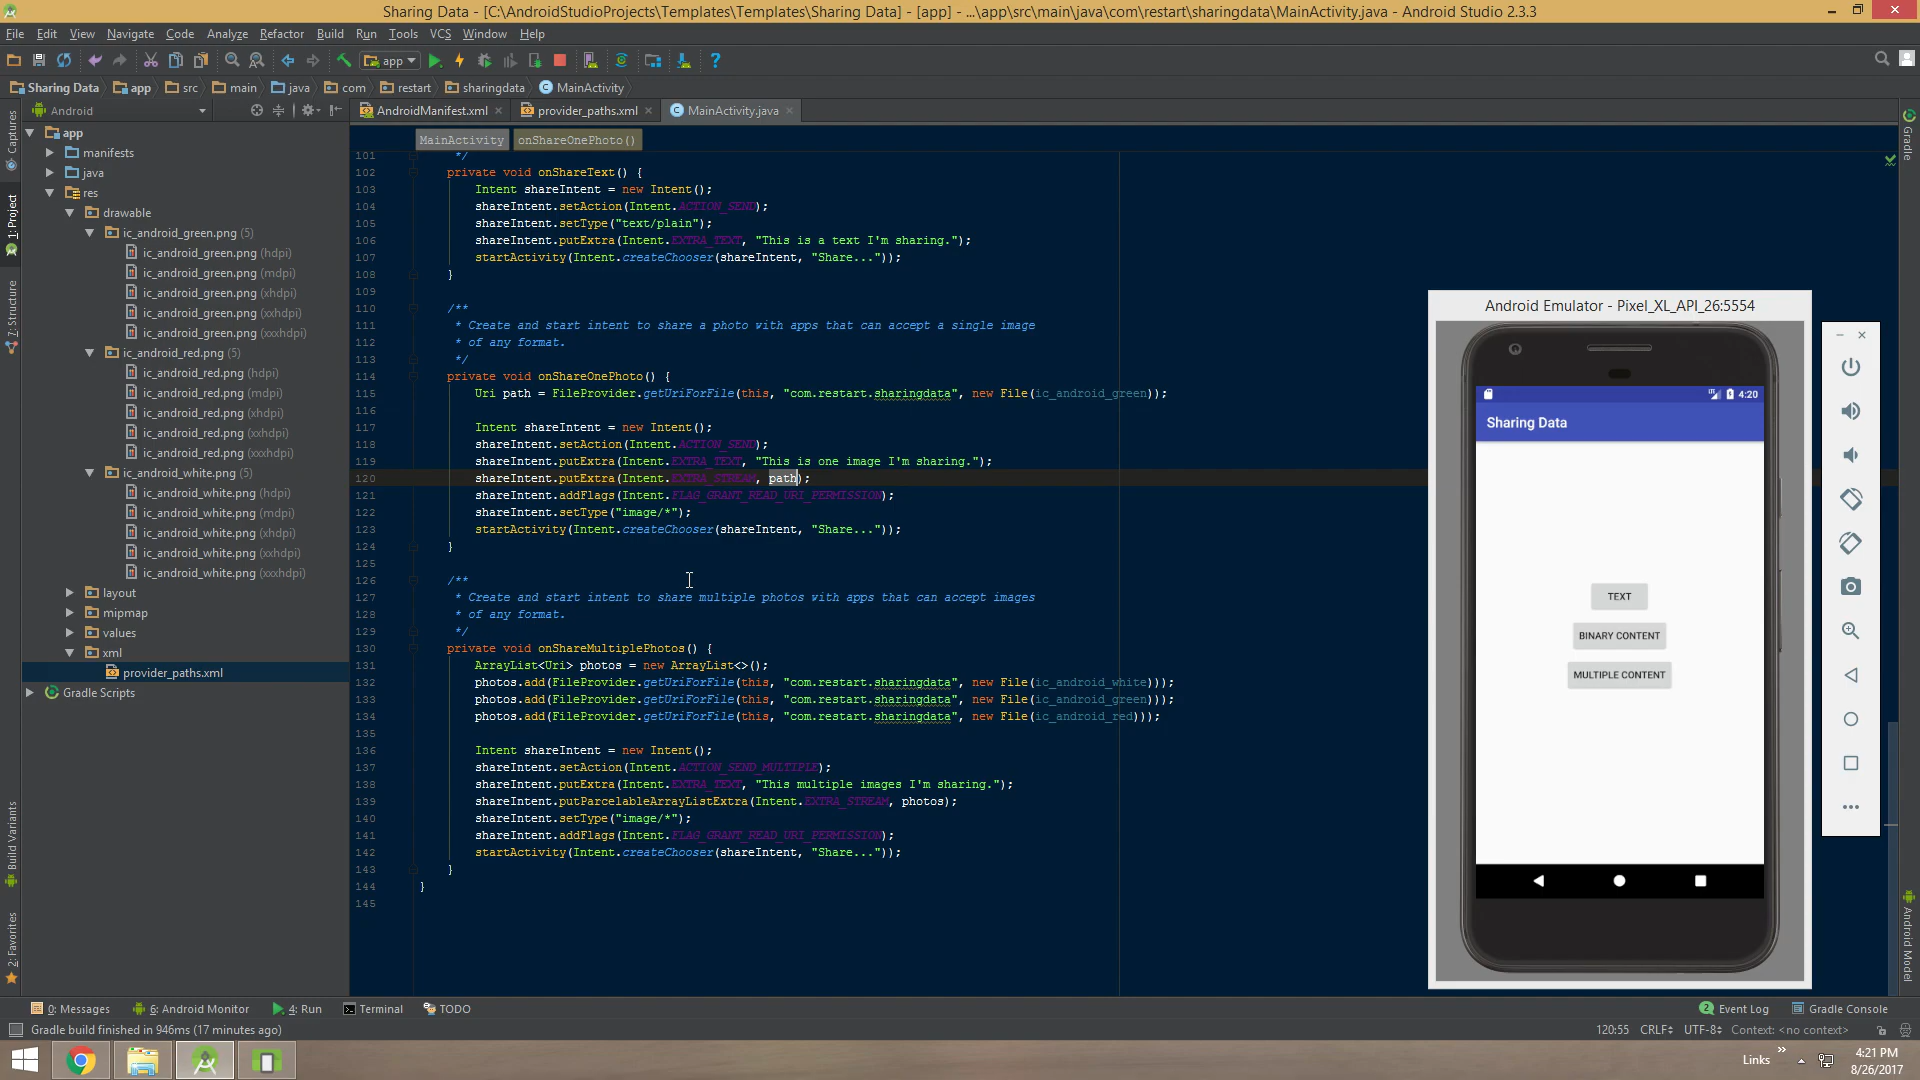 Sharing Data - [C:\AndroidStudioProjects\Templates\Templates\Sharing Data] - [app] - ...\app\src\main\java\com\restart\sharingdata\MainActivity.java - Android Studio 2.3.3
File Edit View Navigate Code Analyze Refactor Build Run Tools VCS Window Help
app
Sharing Data app src main java com restart sharingdata MainActivity
Android
AndroidManifest.xml provider_paths.xml MainActivity.java
MainActivity onShareOnePhoto()
Captures
1: Project
7: Structure
Build Variants
2: Favorites
app
manifests
java
res
drawable
ic_android_green.png (5)
ic_android_green.png (hdpi)
ic_android_green.png (mdpi)
ic_android_green.png (xhdpi)
ic_android_green.png (xxhdpi)
ic_android_green.png (xxxhdpi)
ic_android_red.png (5)
ic_android_red.png (hdpi)
ic_android_red.png (mdpi)
ic_android_red.png (xhdpi)
ic_android_red.png (xxhdpi)
ic_android_red.png (xxxhdpi)
ic_android_white.png (5)
ic_android_white.png (hdpi)
ic_android_white.png (mdpi)
ic_android_white.png (xhdpi)
ic_android_white.png (xxhdpi)
ic_android_white.png (xxxhdpi)
layout
mipmap
values
xml
provider_paths.xml
Gradle Scripts
101 */
102 private void onShareText() {
103 Intent shareIntent = new Intent();
104 shareIntent.setAction(Intent.ACTION_SEND);
105 shareIntent.setType("text/plain");
106 shareIntent.putExtra(Intent.EXTRA_TEXT, "This is a text I'm sharing.");
107 startActivity(Intent.createChooser(shareIntent, "Share..."));
108 }
109
110 /**
111 * Create and start intent to share a photo with apps that can accept a single image
112 * of any format.
113 */
114 private void onShareOnePhoto() {
115 Uri path = FileProvider.getUriForFile(this, "com.restart.sharingdata", new File(ic_android_green));
116
117 Intent shareIntent = new Intent();
118 shareIntent.setAction(Intent.ACTION_SEND);
119 shareIntent.putExtra(Intent.EXTRA_TEXT, "This is one image I'm sharing.");
120 shareIntent.putExtra(Intent.EXTRA_STREAM, path);
121 shareIntent.addFlags(Intent.FLAG_GRANT_READ_URI_PERMISSION);
122 shareIntent.setType("image/*");
123 startActivity(Intent.createChooser(shareIntent, "Share..."));
124 }
125
126 /**
127 * Create and start intent to share multiple photos with apps that can accept images
128 * of any format.
129 */
130 private void onShareMultiplePhotos() {
131 ArrayList<Uri> photos = new ArrayList<>();
132 photos.add(FileProvider.getUriForFile(this, "com.restart.sharingdata", new File(ic_android_white)));
133 photos.add(FileProvider.getUriForFile(this, "com.restart.sharingdata", new File(ic_android_green)));
134 photos.add(FileProvider.getUriForFile(this, "com.restart.sharingdata", new File(ic_android_red)));
135
136 Intent shareIntent = new Intent();
137 shareIntent.setAction(Intent.ACTION_SEND_MULTIPLE);
138 shareIntent.putExtra(Intent.EXTRA_TEXT, "This multiple images I'm sharing.");
139 shareIntent.putParcelableArrayListExtra(Intent.EXTRA_STREAM, photos);
140 shareIntent.setType("image/*");
141 shareIntent.addFlags(Intent.FLAG_GRANT_READ_URI_PERMISSION);
142 startActivity(Intent.createChooser(shareIntent, "Share..."));
143 }
144 }
145
Android Emulator - Pixel_XL_API_26:5554
4:20
Sharing Data
TEXT
BINARY CONTENT
MULTIPLE CONTENT
Gradle
Android Model
0: Messages 6: Android Monitor 4: Run Terminal TODO 2 Event Log Gradle Console
Gradle build finished in 946ms (17 minutes ago) 120:55 CRLF UTF-8 Context: <no context>
Links
4:21 PM
8/26/2017